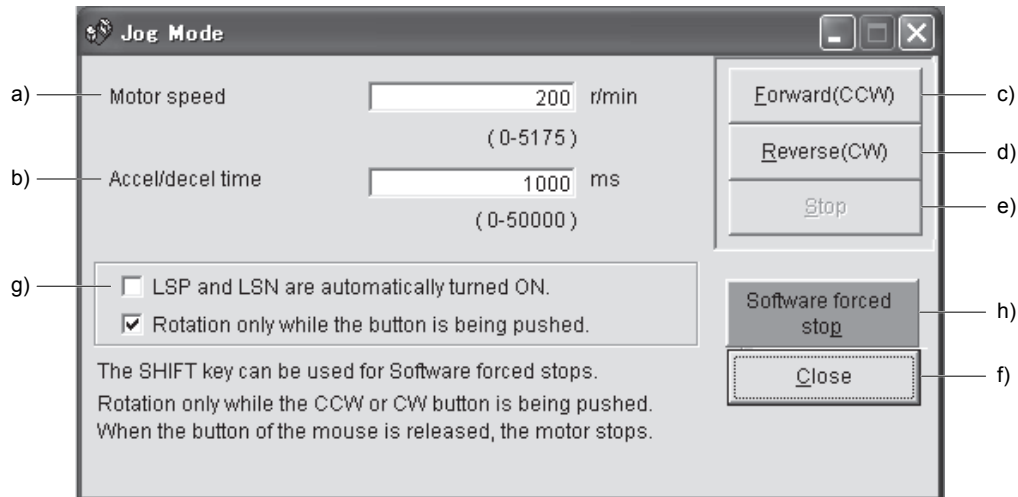 Jog Mode
a) Motor speed 200 r/min
(0-5175)
b) Accel/decel time 1000 ms
(0-50000)
Forward(CCW) c)
Reverse(CW) d)
Stop e)
g) LSP and LSN are automatically turned ON.
Rotation only while the button is being pushed.
Software forced
stop
h)
Close f)
The SHIFT key can be used for Software forced stops.
Rotation only while the CCW or CW button is being pushed.
When the button of the mouse is released, the motor stops.